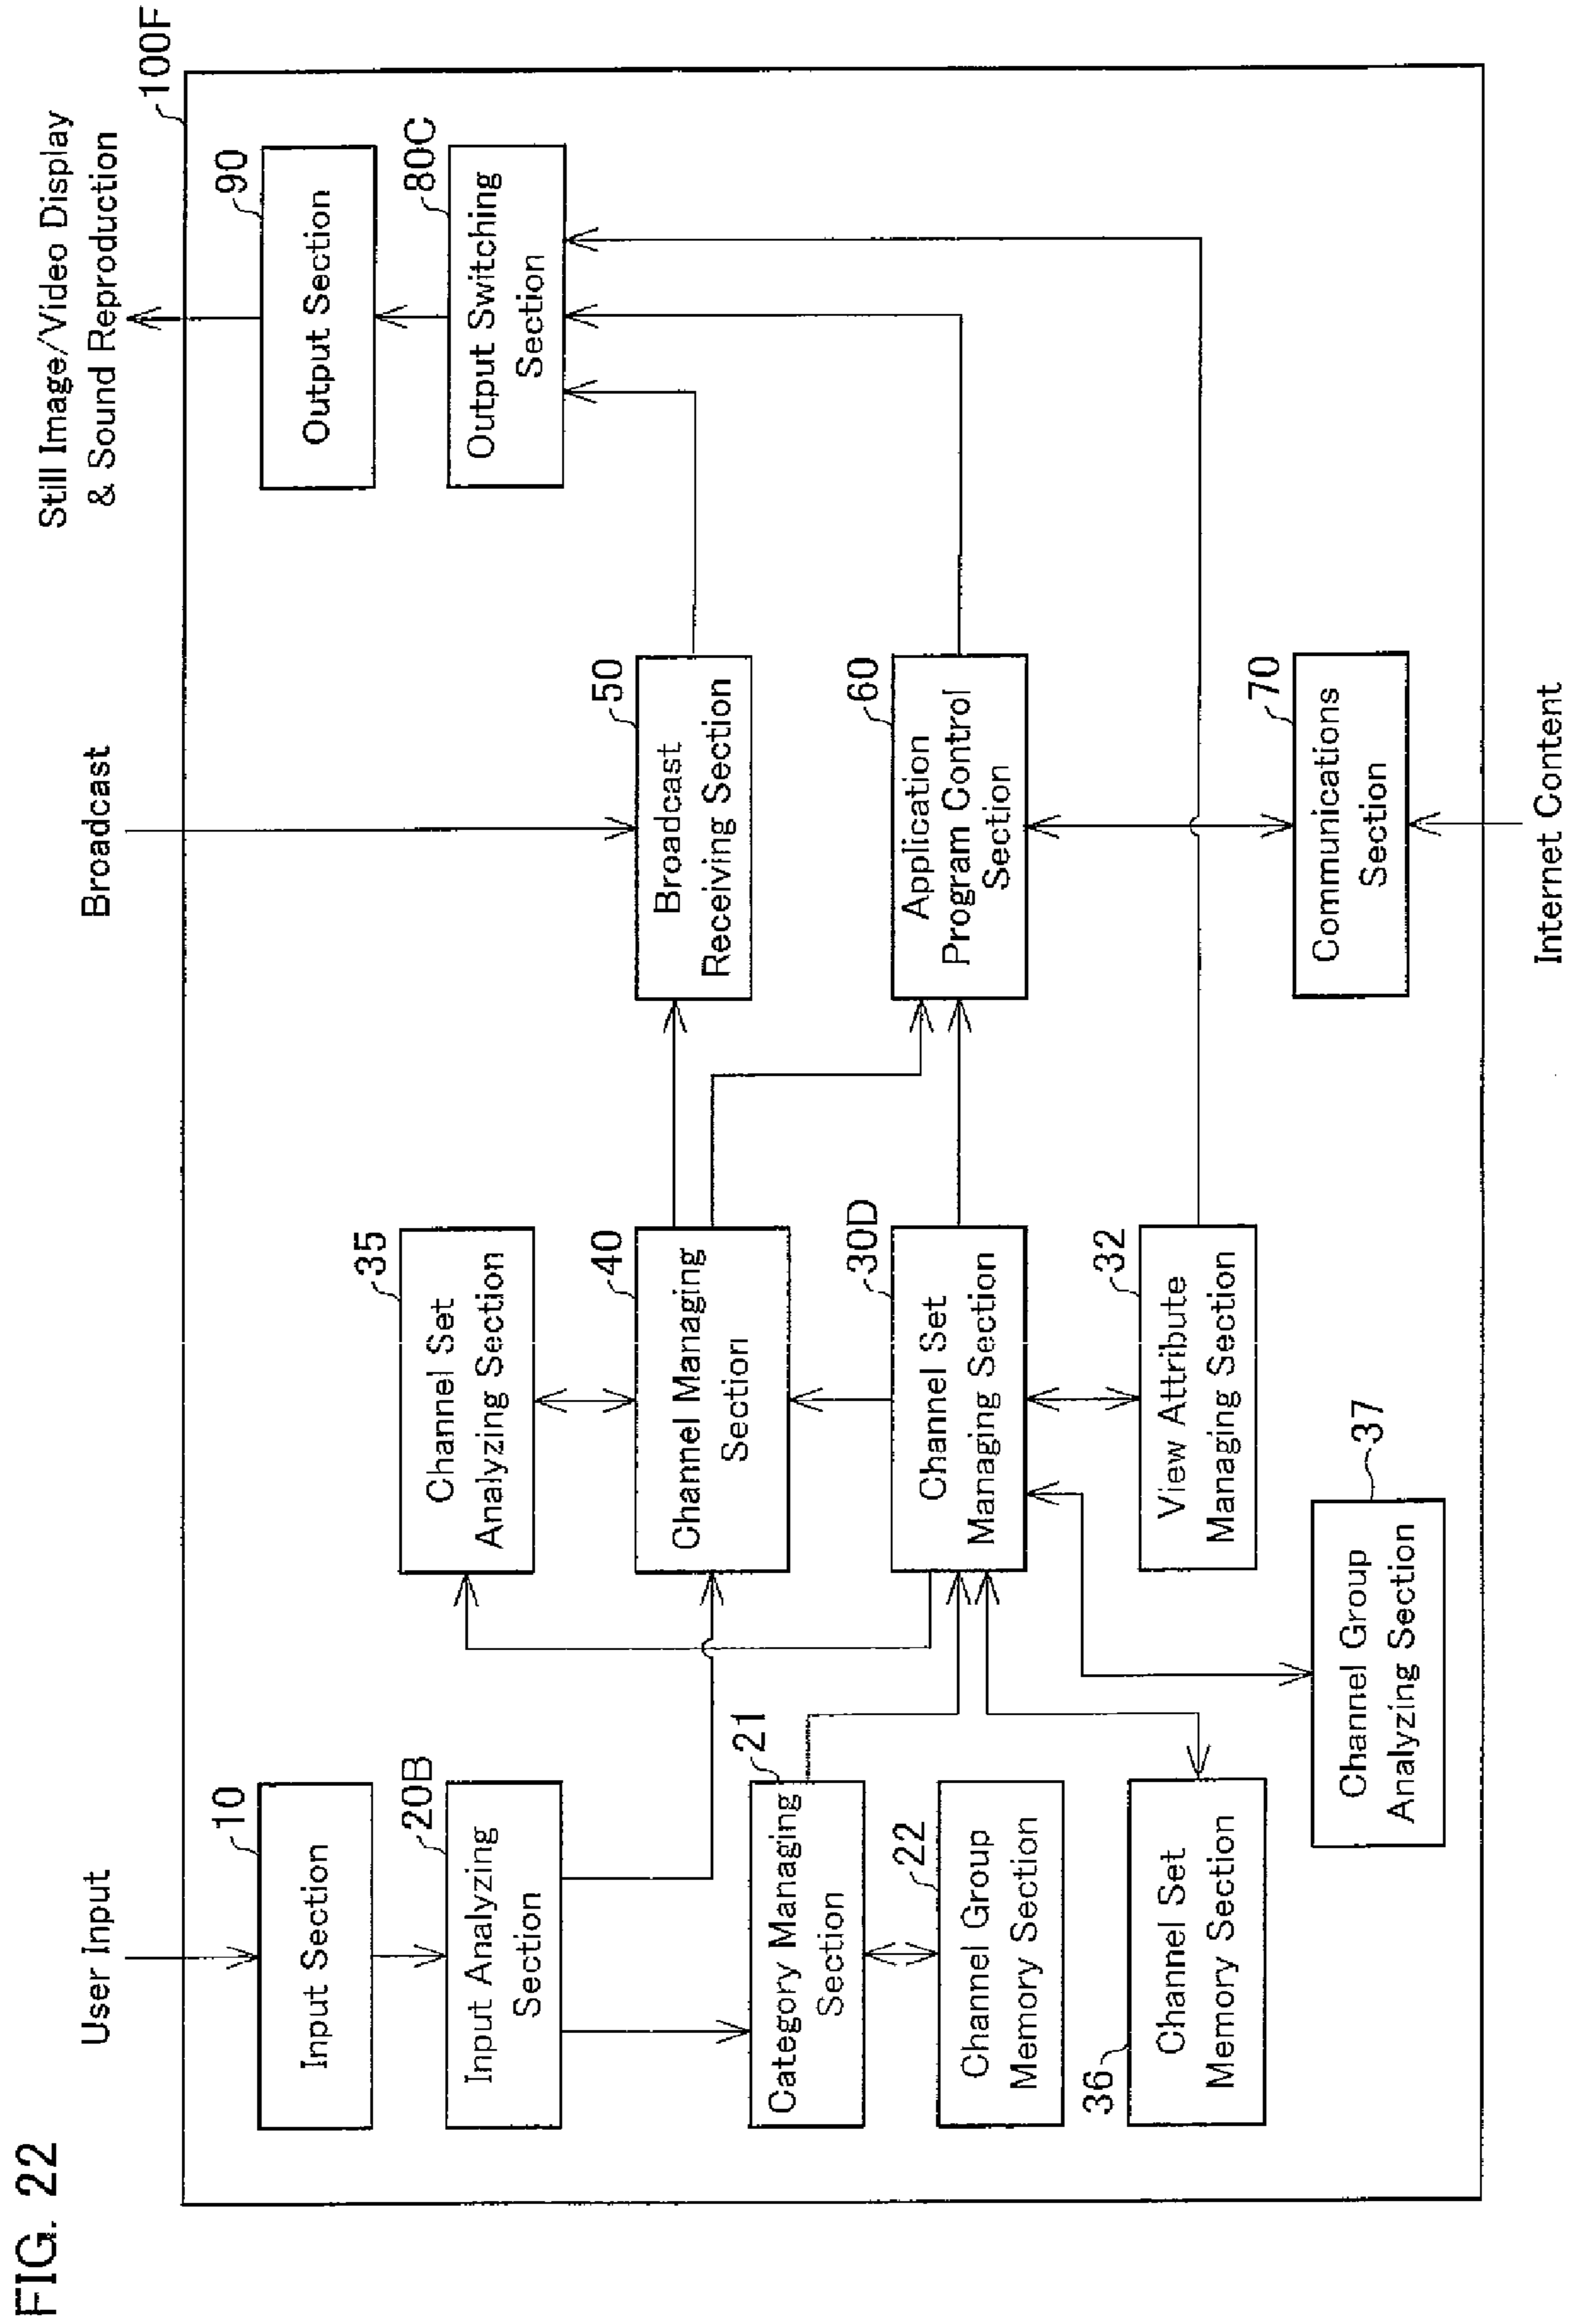 FIG. 22
User Input
Broadcast
Still Image/Video Display
& Sound Reproduction
100F
10
Input Section
20B
Input Analyzing
Section
21
Category Managing
Section
22
Channel Group
Memory Section
36
Channel Set
Memory Section
35
Channel Set
Analyzing Section
40
Channel Managing
Section
30D
Channel Set
Managing Section
32
View Attribute
Managing Section
37
Channel Group
Analyzing Section
50
Broadcast
Receiving Section
60
Application
Program Control
Section
70
Communications
Section
Internet Content
90
Output Section
80C
Output Switching
Section